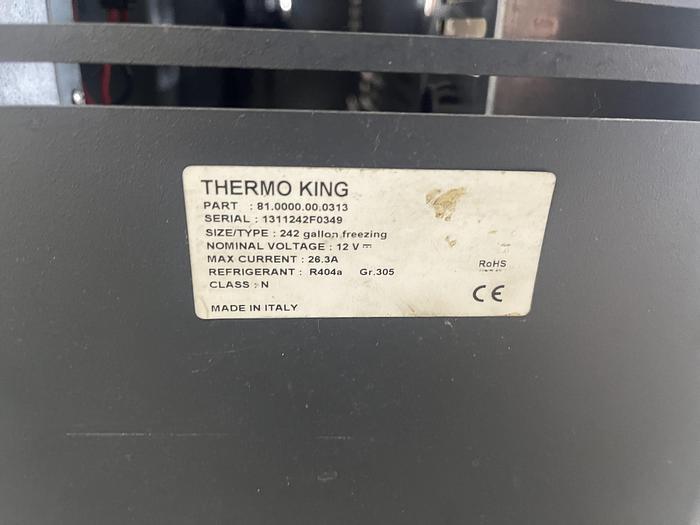 THERMO KING
PART : 81.0000.00.0313
SERIAL : 1311242F0349
SIZE/TYPE : 242 gallon freezing
NOMINAL VOLTAGE : 12 V ⎓
MAX CURRENT : 26.3A
REFRIGERANT : R404a Gr.305
CLASS : N
RoHS
CE
MADE IN ITALY